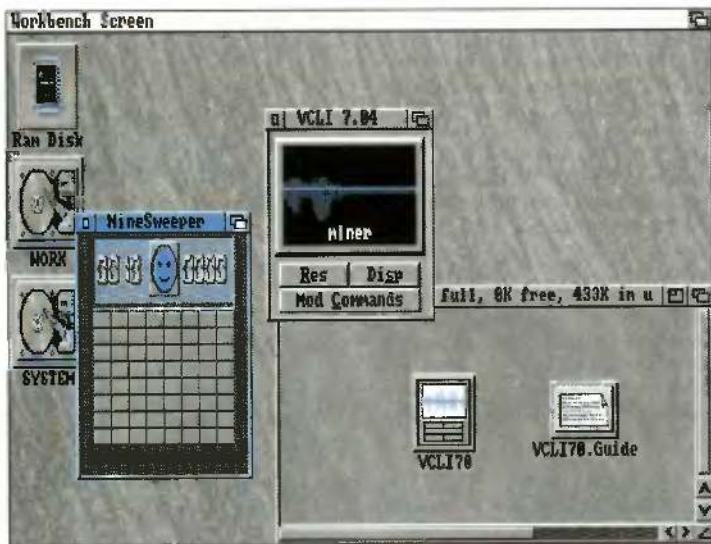 Workbench Screen
Ram Disk
WORK
SYSTEM
MineSweeper
VCLI 7.04
miner
Res
Disp
Mod Commands
full, 0K free, 433K in u
VCLI70
VCLI70.Guide